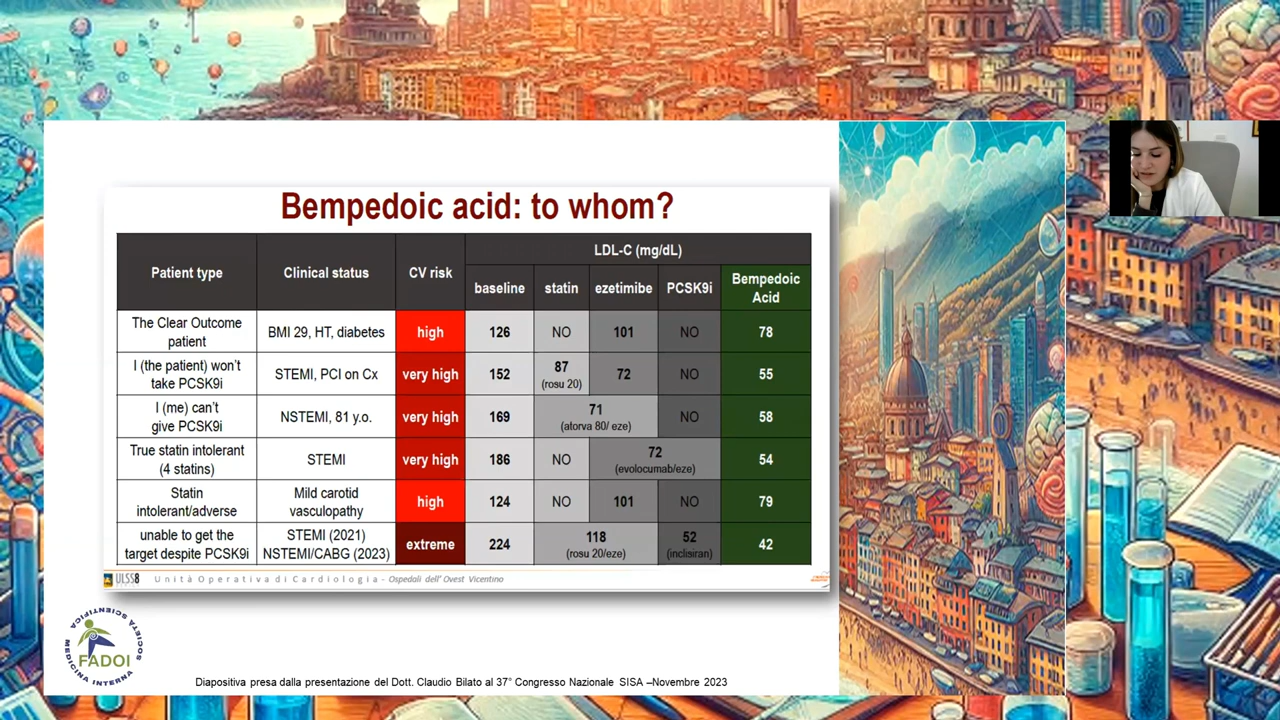 Bempedoic acid: to whom?
Patient type
Clinical status
CV risk
LDL-C (mg/dL)
baseline
statin
ezetimibe
PCSK9i
Bempedoic
Acid
The Clear Outcome
patient
BMI 29, HT, diabetes
high
126
NO
101
NO
78
I (the patient) won't
take PCSK9i
STEMI, PCI on Cx
very high
152
87
(rosu 20)
72
NO
55
I (me) can't
give PCSK9i
NSTEMI, 81 y.o.
very high
169
71
(atorva 80/ eze)
NO
58
True statin intolerant
(4 statins)
STEMI
very high
186
NO
72
(evolocumab/eze)
54
Statin
intolerant/adverse
Mild carotid
vasculopathy
high
124
NO
101
NO
79
unable to get the
target despite PCSK9i
STEMI (2021)
NSTEMI/CABG (2023)
extreme
224
118
(rosu 20/eze)
52
(inclisiran)
42
ULSS8 Unità Operativa di Cardiologia - Ospedali dell' Ovest Vicentino
SOCIETÀ SCIENTIFICA
FADOI
MEDICINA INTERNA
Diapositiva presa dalla presentazione del Dott. Claudio Bilato al 37° Congresso Nazionale SISA –Novembre 2023